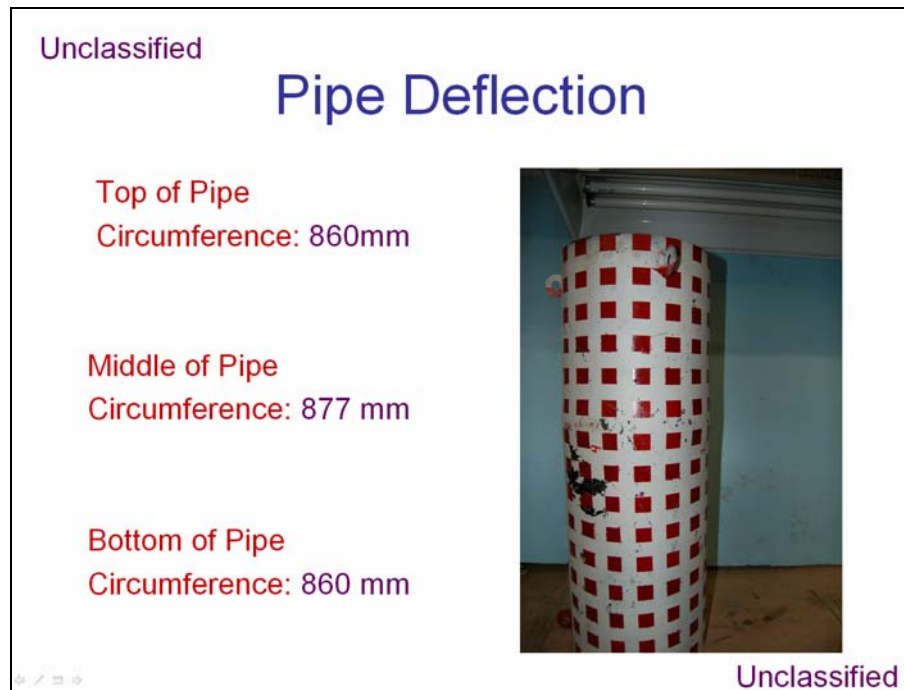 Unclassified
Pipe Deflection
Top of Pipe
Circumference: 860mm
Middle of Pipe
Circumference: 877 mm
Bottom of Pipe
Circumference: 860 mm
Unclassified